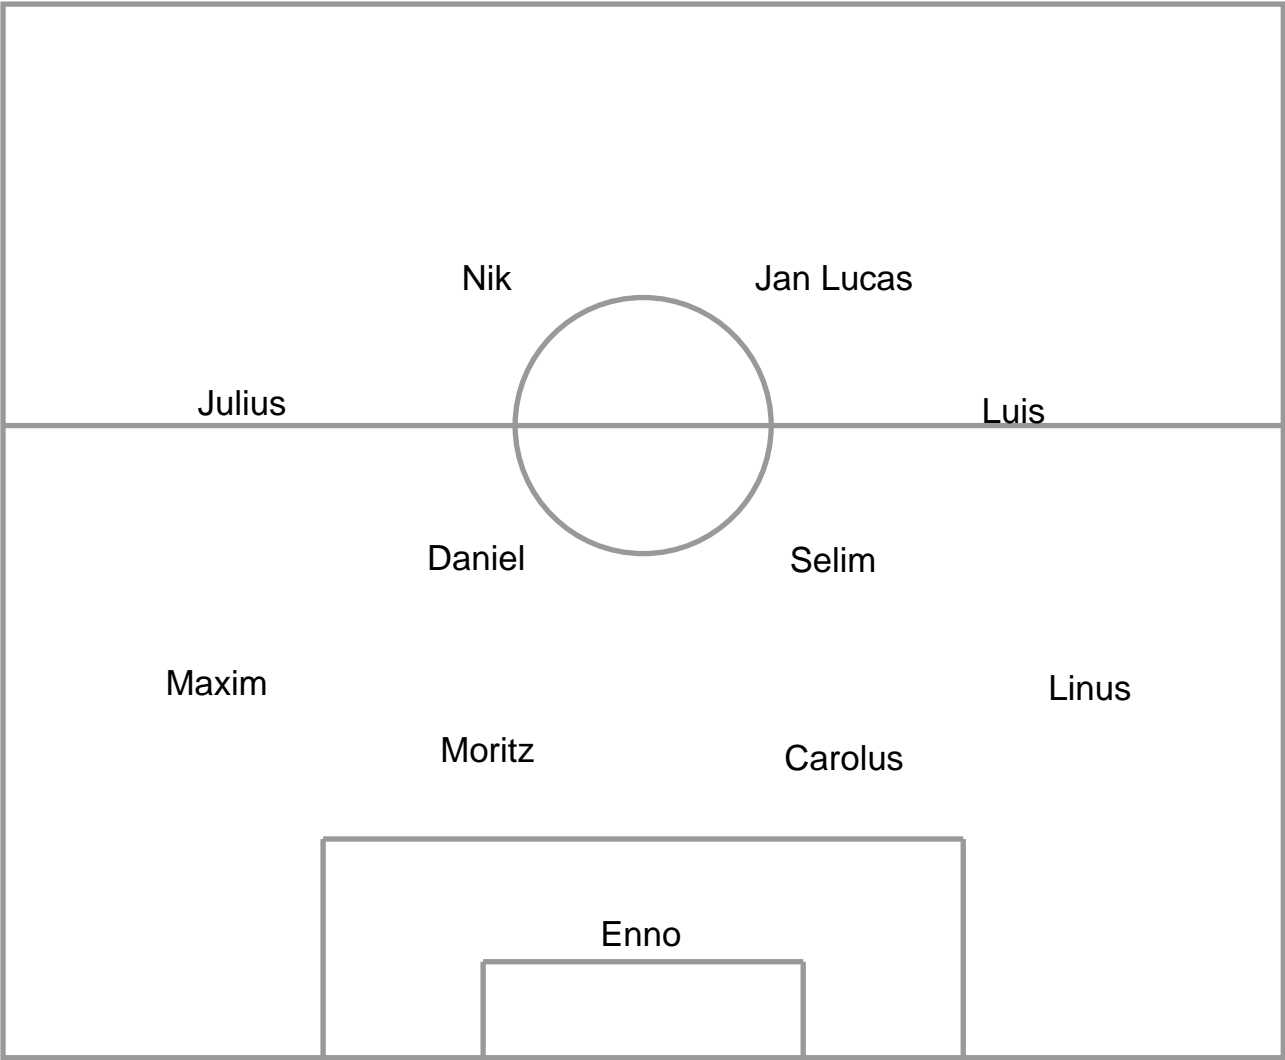 Nik
Jan Lucas
Julius
Luis
Daniel
Selim
Maxim
Linus
Moritz
Carolus
Enno